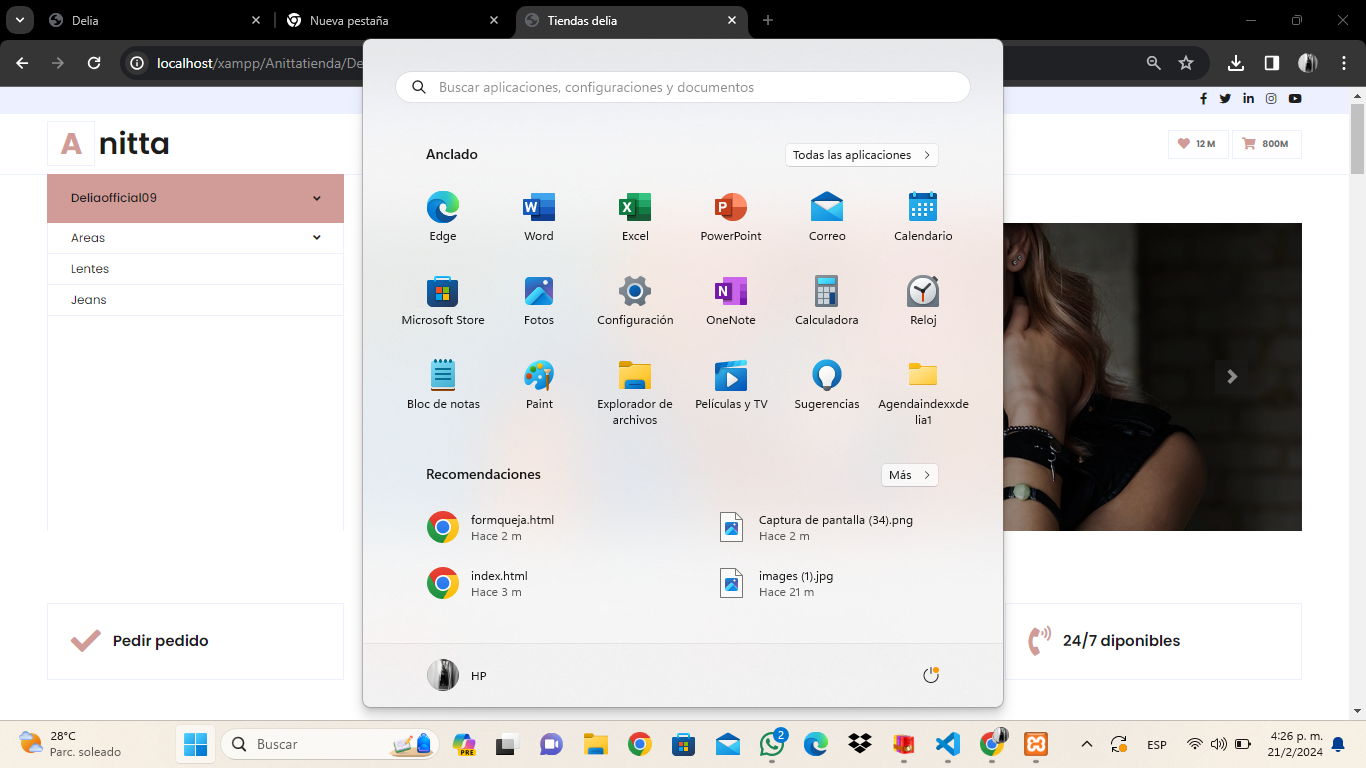 Delia
Nueva pestaña
Tiendas delia
localhost/xampp/Anittatienda/De
Buscar aplicaciones, configuraciones y documentos
A nitta
12 M
800M
Anclado
Todas las aplicaciones
Deliaofficial09
Areas
Lentes
Jeans
Edge
Word
Excel
PowerPoint
Correo
Calendario
Microsoft Store
Fotos
Configuración
OneNote
Calculadora
Reloj
Bloc de notas
Paint
Explorador de
archivos
Películas y TV
Sugerencias
Agendaindexxde
lia1
Recomendaciones
Más
formqueja.html
Hace 2 m
Captura de pantalla (34).png
Hace 2 m
index.html
Hace 3 m
images (1).jpg
Hace 21 m
Pedir pedido
24/7 diponibles
HP
28°C
Parc. soleado
Buscar
PRE
2
ESP
4:26 p. m.
21/2/2024